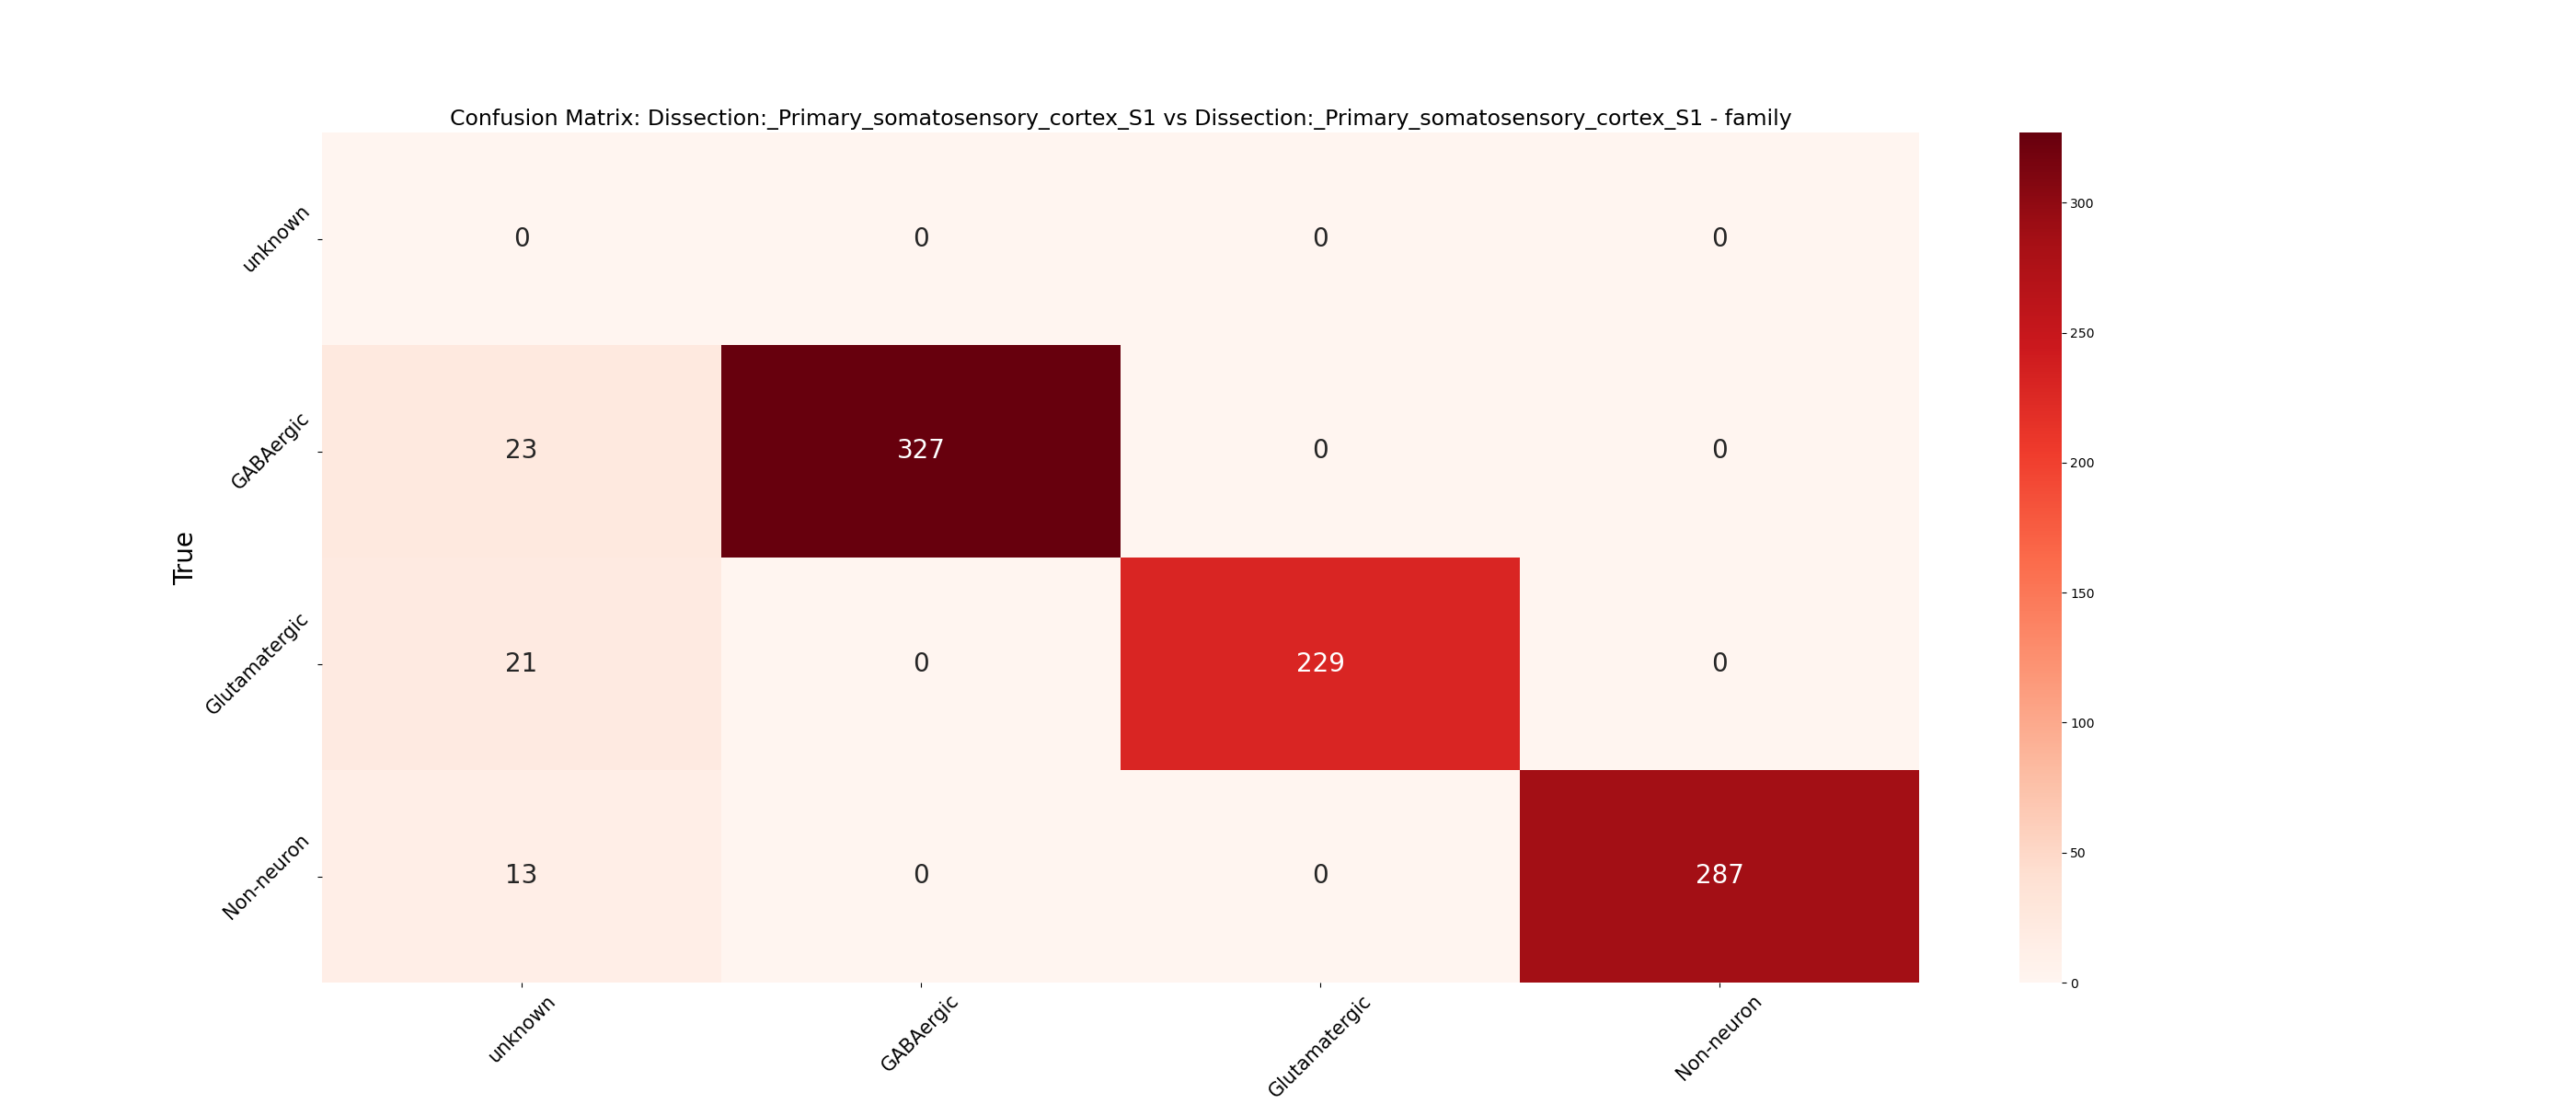 Confusion Matrix: Dissection:_Primary_somatosensory_cortex_S1 vs Dissection:_Primary_somatosensory_cortex_S1 - family
True
unknown 0 0 0 0
GABAergic 23 327 0 0
Glutamatergic 21 0 229 0
Non-neuron 13 0 0 287
unknown GABAergic Glutamatergic Non-neuron
300
250
200
150
100
50
0